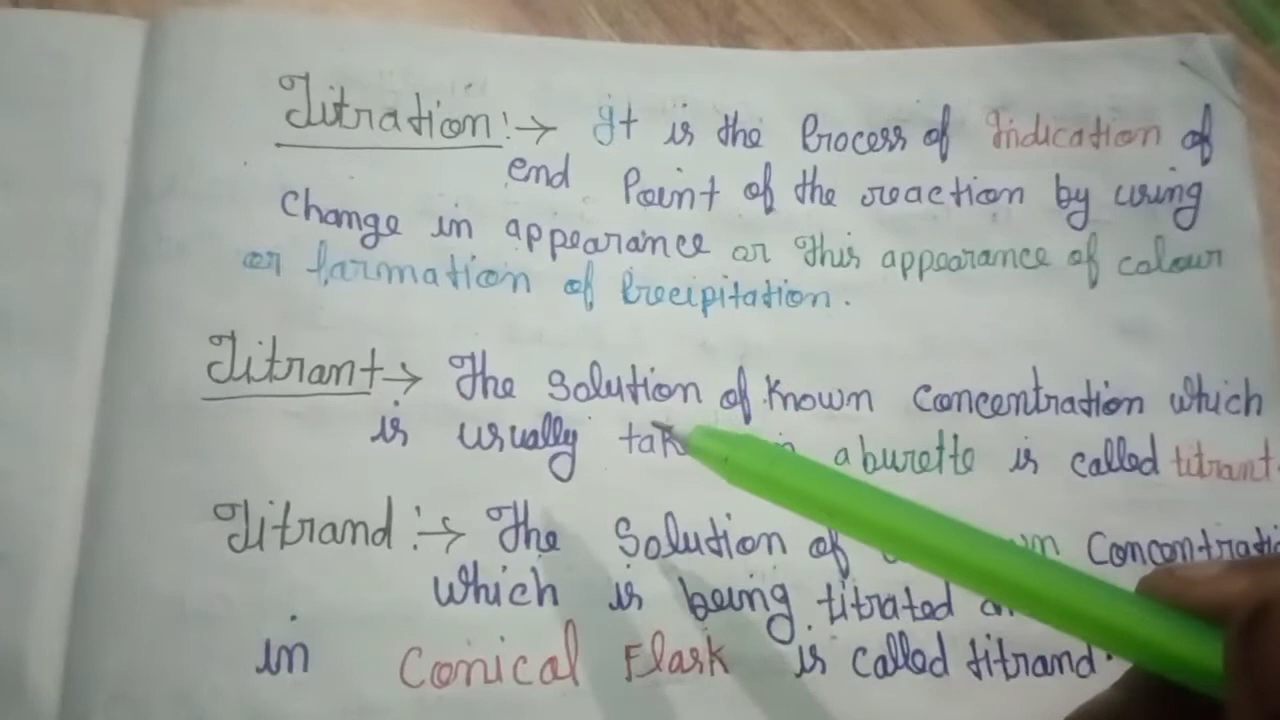 Titration :→ It is the Process of Indication of
end Point of the reaction by using
change in appearance or This appearance of colour
or formation of Precipitation.
Titrant → The solution of known Concentration which
is usually in a burette is called titrant.
Titrand :→ The Solution of Concentratio
which is being titrated
in Conical Flask is called titrand.